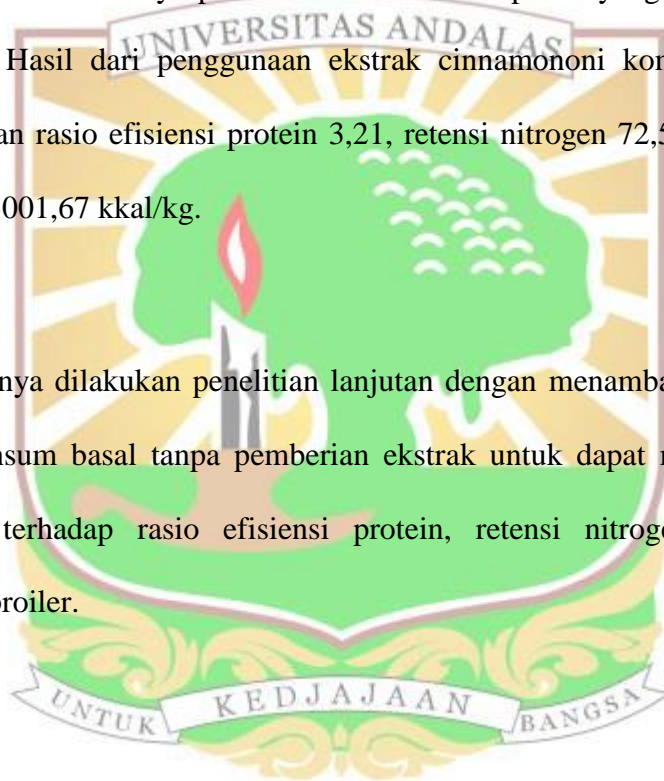 UNIVERSITAS ANDALAS
Hasil dari penggunaan ekstrak cinnamononi kon
an rasio efisiensi protein 3,21, retensi nitrogen 72,5
001,67 kkal/kg.
nya dilakukan penelitian lanjutan dengan menamba
nsum basal tanpa pemberian ekstrak untuk dapat
terhadap rasio efisiensi protein, retensi nitroge
broiler.
UNTUK KEDJAJAAN BANGSA